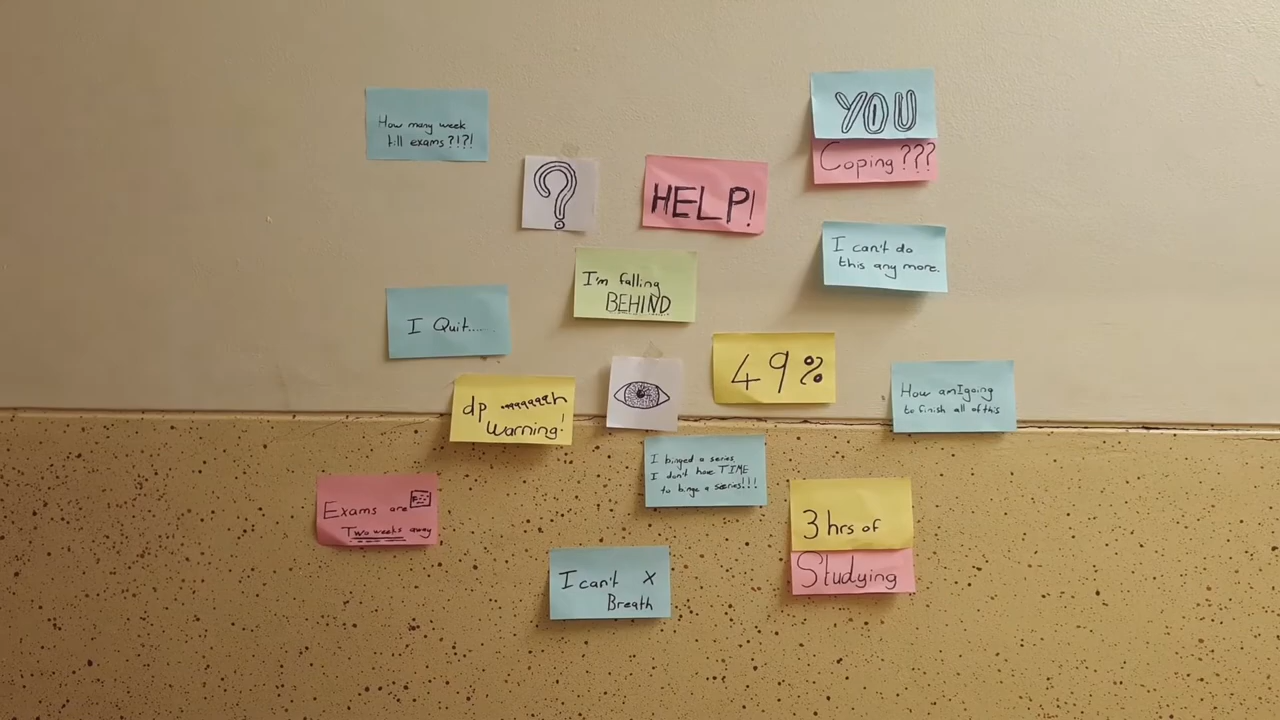 How many week
till exams?!?!
?
HELP!
YOU
Coping???
I can't do
this any more.
I'm falling
BEHIND
I Quit......
49%
dp
Warning!
How am I going
to finish all of this
I binged a series,
I don't have TIME
to binge a seeries!!!
Exams are
Two weeks away
3 hrs of
Studying
I can't x
Breath